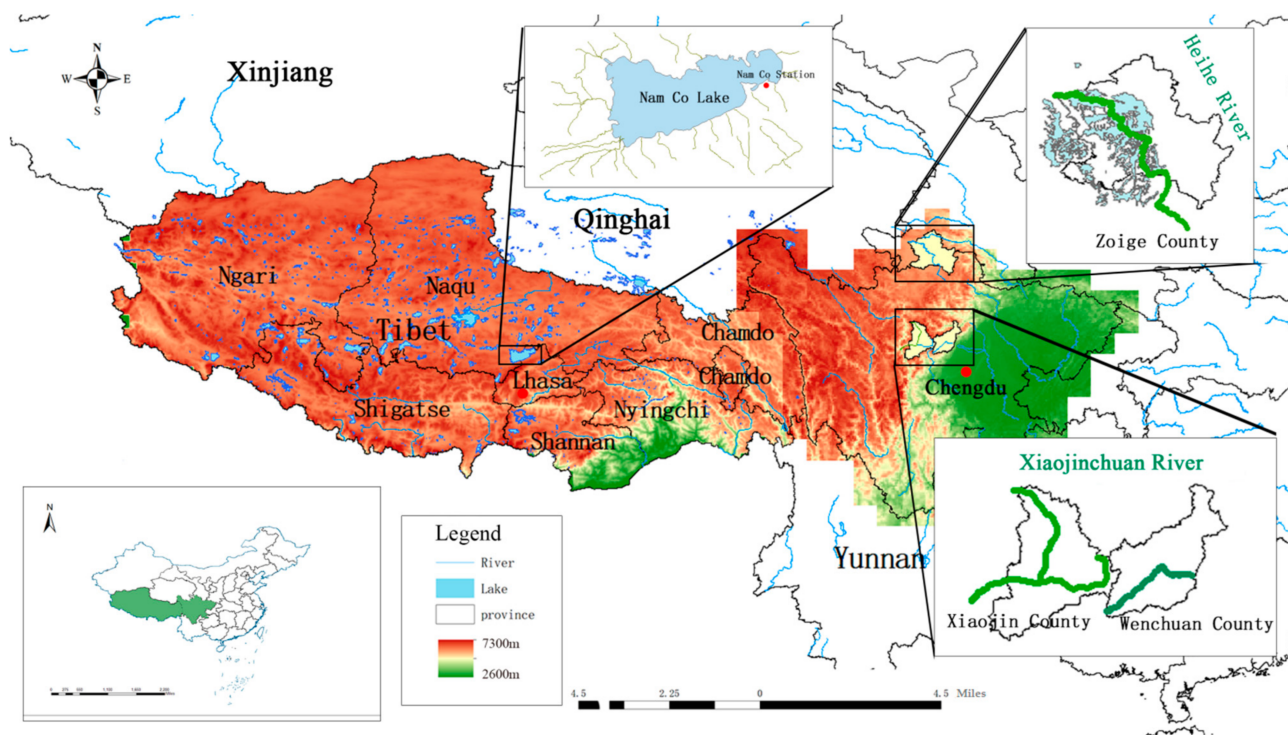 N
W
E
S
Xinjiang
Nam Co Station
Nam Co Lake
Heihe River
Zoige County
Qinghai
Ngari
Naqu
Tibet
Chamdo
Lhasa
Chamdo
Chengdu
Shigatse
Nyingchi
Shannan
Xiaojinchuan River
Xiaojin County
Wenchuan County
Yunnan
N
Legend
River
Lake
province
7300m
2600m
4.5 2.25 0 4.5 Miles